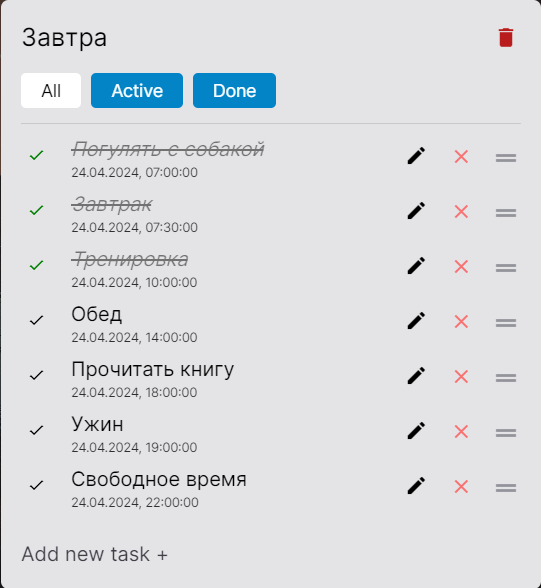 Завтра
All Active Done
Погулять с собакой
24.04.2024, 07:00:00
Завтрак
24.04.2024, 07:30:00
Тренировка
24.04.2024, 10:00:00
Обед
24.04.2024, 14:00:00
Прочитать книгу
24.04.2024, 18:00:00
Ужин
24.04.2024, 19:00:00
Свободное время
24.04.2024, 22:00:00
Add new task +